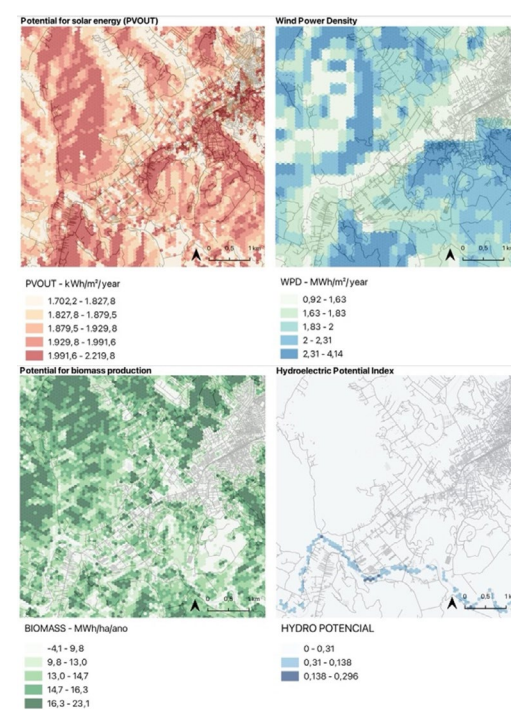 Potential for solar energy (PVOUT)
Wind Power Density
0 0,5 1 km
0 0,5 1
PVOUT - kWh/m²/year
1.702,2 - 1.827,8
1.827,8 - 1.879,5
1.879,5 - 1.929,8
1.929,8 - 1.991,6
1.991,6 - 2.219,8
WPD - MWh/m²/year
0,92 - 1,63
1,63 - 1,83
1,83 - 2
2 - 2,31
2,31 - 4,14
Potential for biomass production
Hydroelectric Potential Index
0 0,5 1 km
0 0,5 1
BIOMASS - MWh/ha/ano
-4,1 - 9,8
9,8 - 13,0
13,0 - 14,7
14,7 - 16,3
16,3 - 23,1
HYDRO POTENCIAL
0 - 0,31
0,31 - 0,138
0,138 - 0,296